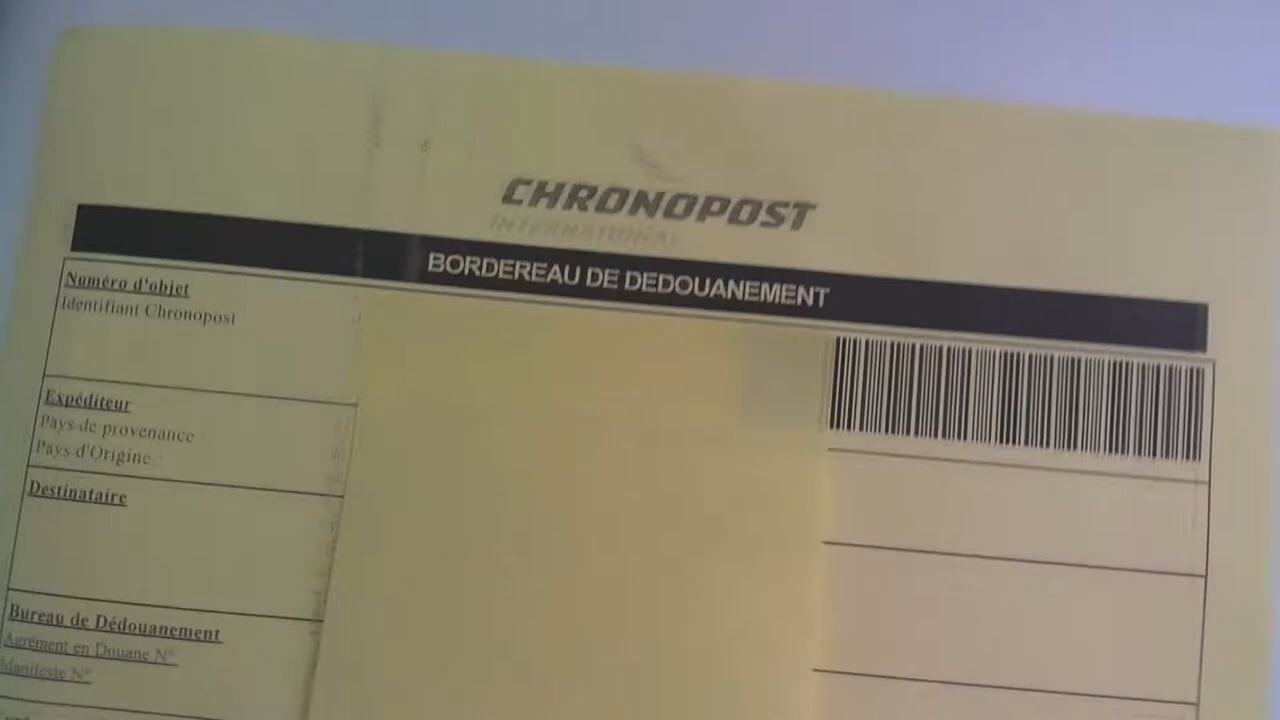 CHRONOPOST
INTERNATIONAL
BORDEREAU DE DEDOUANEMENT
Numéro d'objet
Identifiant Chronopost
Expéditeur
Pays de provenance
Pays d'Origine :
Destinataire
Bureau de Dédouanement
Agrément en Douane N°
Manifeste N°